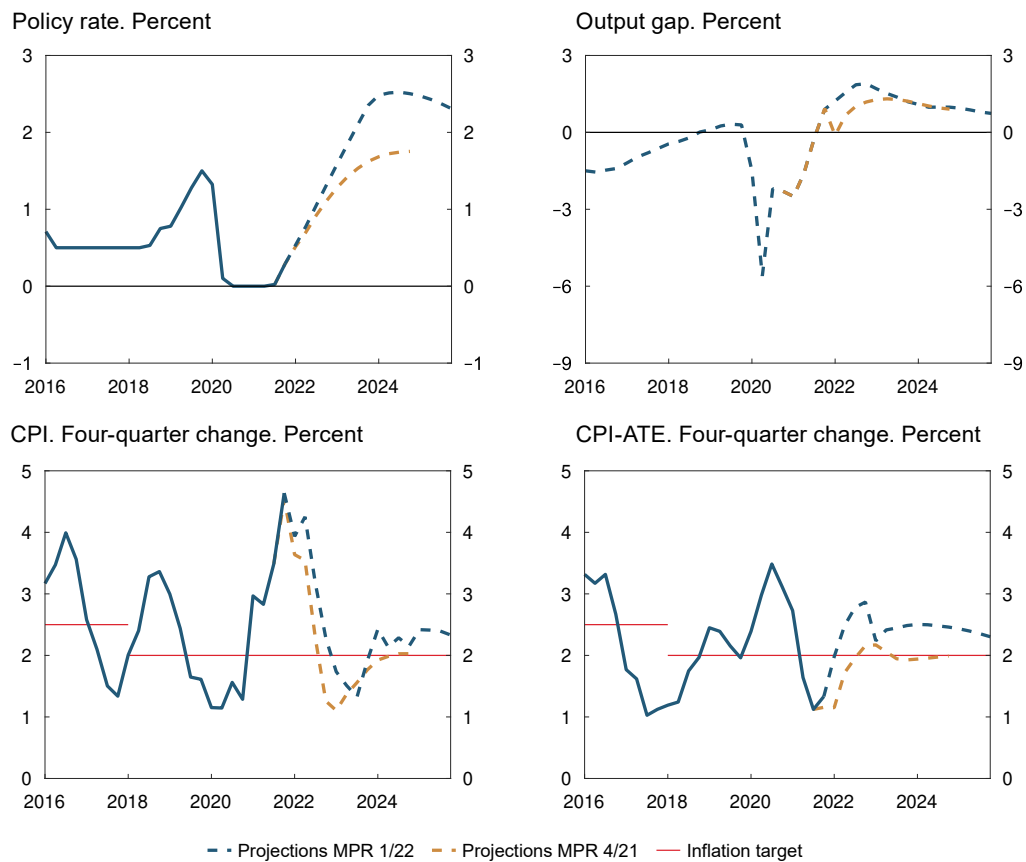 Policy rate. Percent
3 3
2 2
1 1
0 0
−1 −1
2016 2018 2020 2022 2024
Output gap. Percent
3 3
0 0
−3 −3
−6 −6
−9 −9
2016 2018 2020 2022 2024
CPI. Four-quarter change. Percent
5 5
4 4
3 3
2 2
1 1
0 0
2016 2018 2020 2022 2024
CPI-ATE. Four-quarter change. Percent
5 5
4 4
3 3
2 2
1 1
0 0
2016 2018 2020 2022 2024
Projections MPR 1/22 Projections MPR 4/21 Inflation target